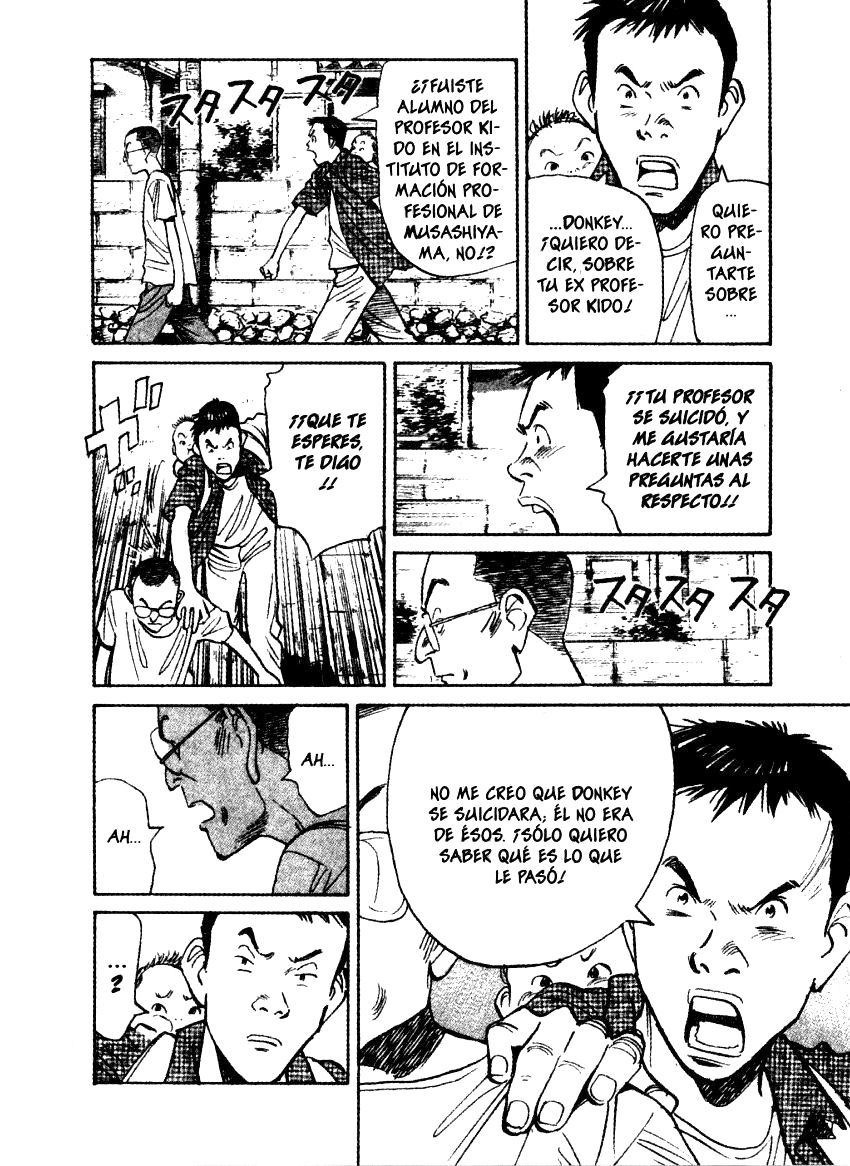 QUIE-
RO PRE-
GUN-
TARTE
SOBRE
...
...DONKEY...
¡QUIERO DE-
CIR, SOBRE
TU EX PROFE-
SOR KIDO!
¿¡FUISTE
ALUMNO DEL
PROFESOR KI-
DO EN EL INS-
TITUTO DE FOR-
MACIÓN PRO-
FESIONAL DE
MUSASHIYA-
MA, NO!?
スタスタ スタ
¡¡TU PROFESOR
SE SUICIDÓ, Y
ME GUSTARÍA
HACERTE UNAS
PREGUNTAS AL
RESPECTO!!
¡¡QUE TE
ESPERES,
TE DIGO
!!
ガッ
スタスタ スタ
NO ME CREO QUE DONKEY
SE SUICIDARA; ÉL NO ERA
DE ÉSOS. ¡SÓLO QUIERO
SABER QUÉ ES LO QUE
LE PASÓ!
AH...
AH...
...
?